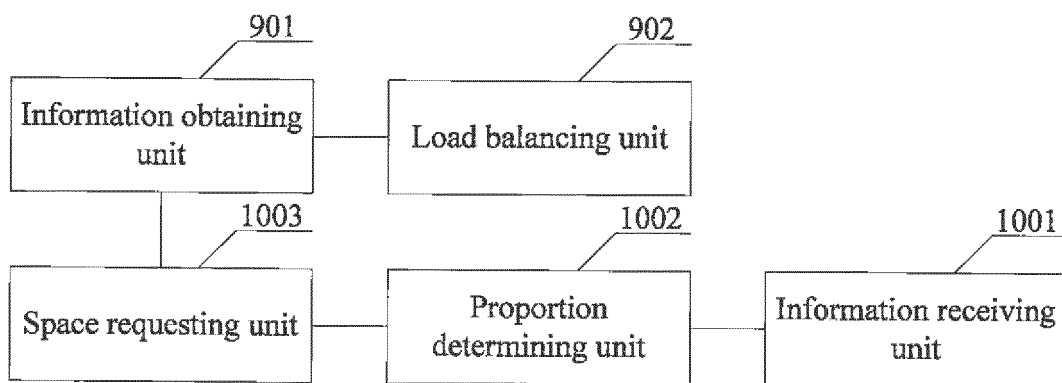 901
902
Information obtaining
unit
Load balancing unit
1003
1002
1001
Space requesting unit
Proportion
determining unit
Information receiving
unit